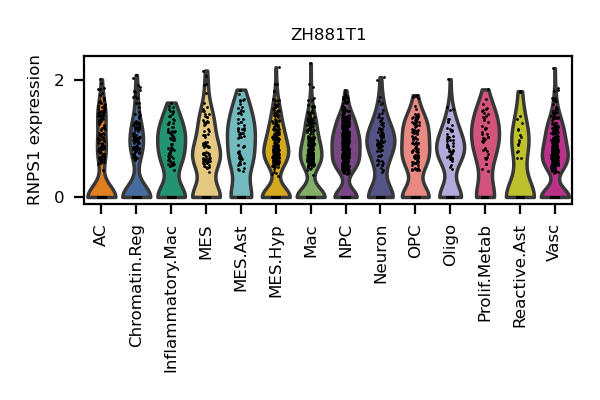 ZH881T1
RNPS1 expression
2
0
AC
Chromatin.Reg
Inflammatory.Mac
MES
MES.Ast
MES.Hyp
Mac
NPC
Neuron
OPC
Oligo
Prolif.Metab
Reactive.Ast
Vasc